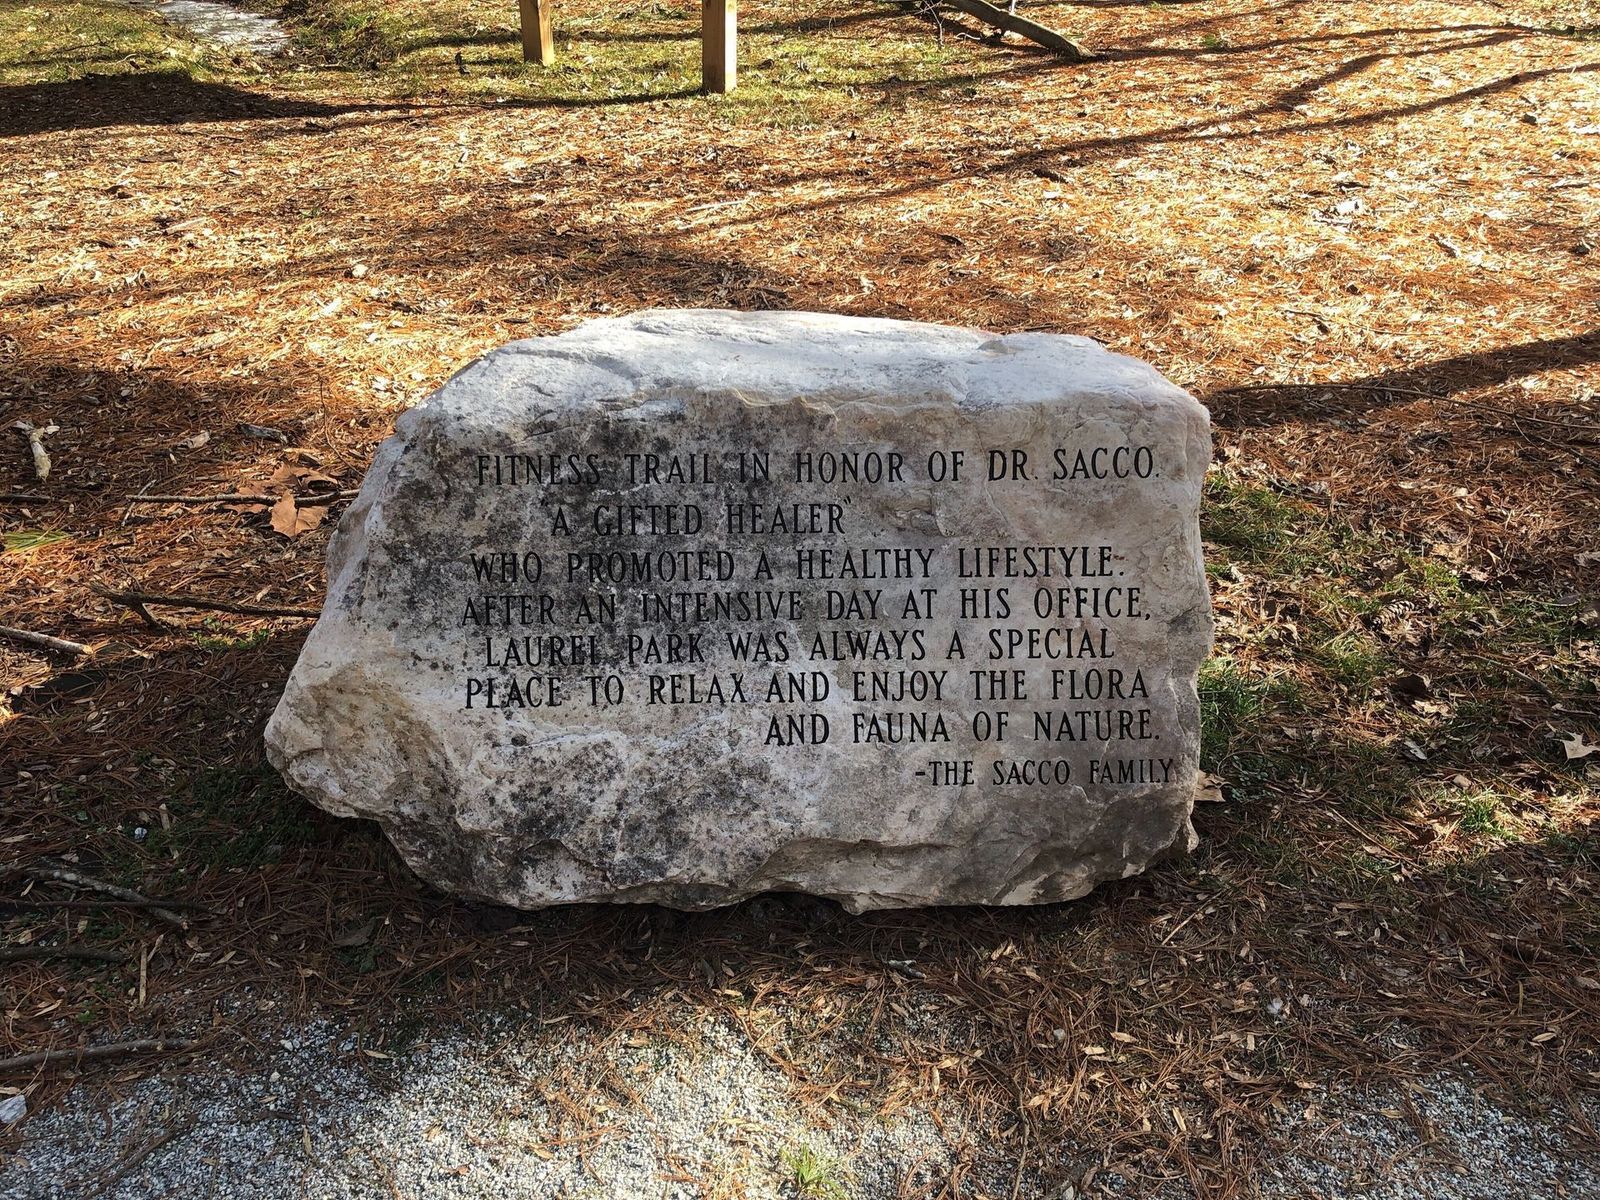 FITNESS TRAIL IN HONOR OF DR. SACCO.
"A GIFTED HEALER"
WHO PROMOTED A HEALTHY LIFESTYLE.
AFTER AN INTENSIVE DAY AT HIS OFFICE,
LAUREL PARK WAS ALWAYS A SPECIAL
PLACE TO RELAX AND ENJOY THE FLORA
AND FAUNA OF NATURE.
-THE SACCO FAMILY